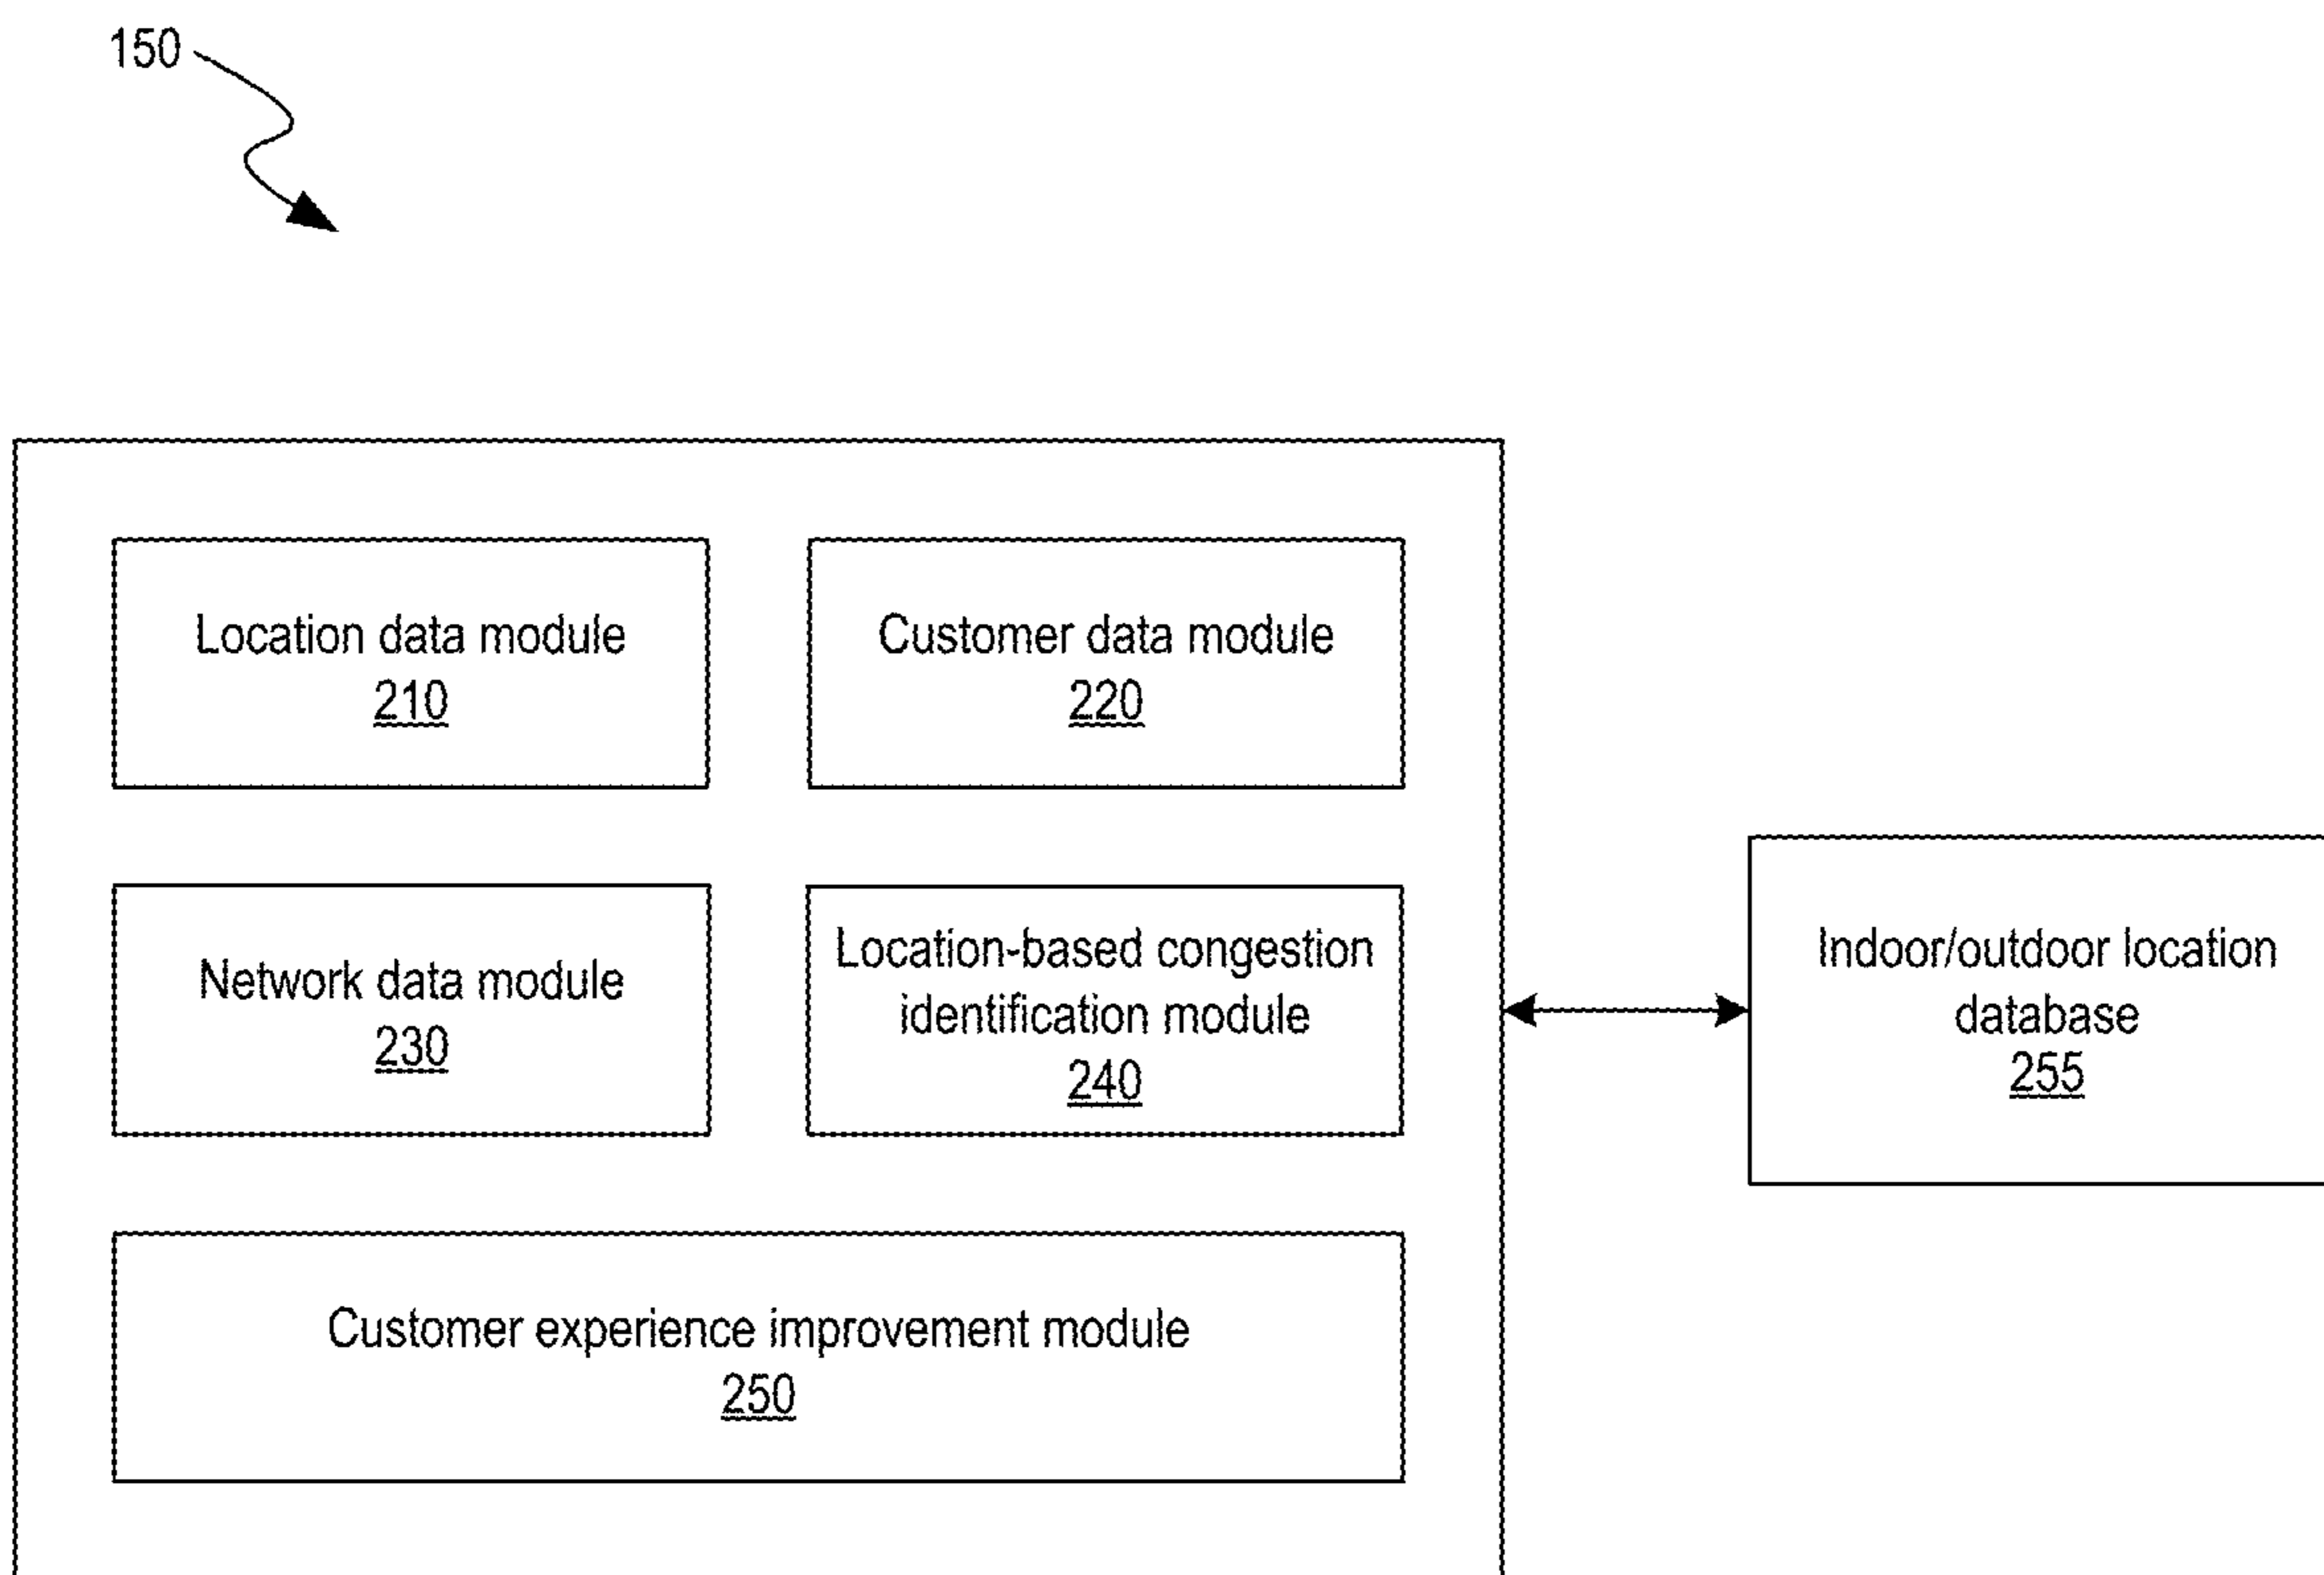 150
Location data module
210
Customer data module
220
Network data module
230
Location-based congestion
identification module
240
Indoor/outdoor location
database
255
Customer experience improvement module
250